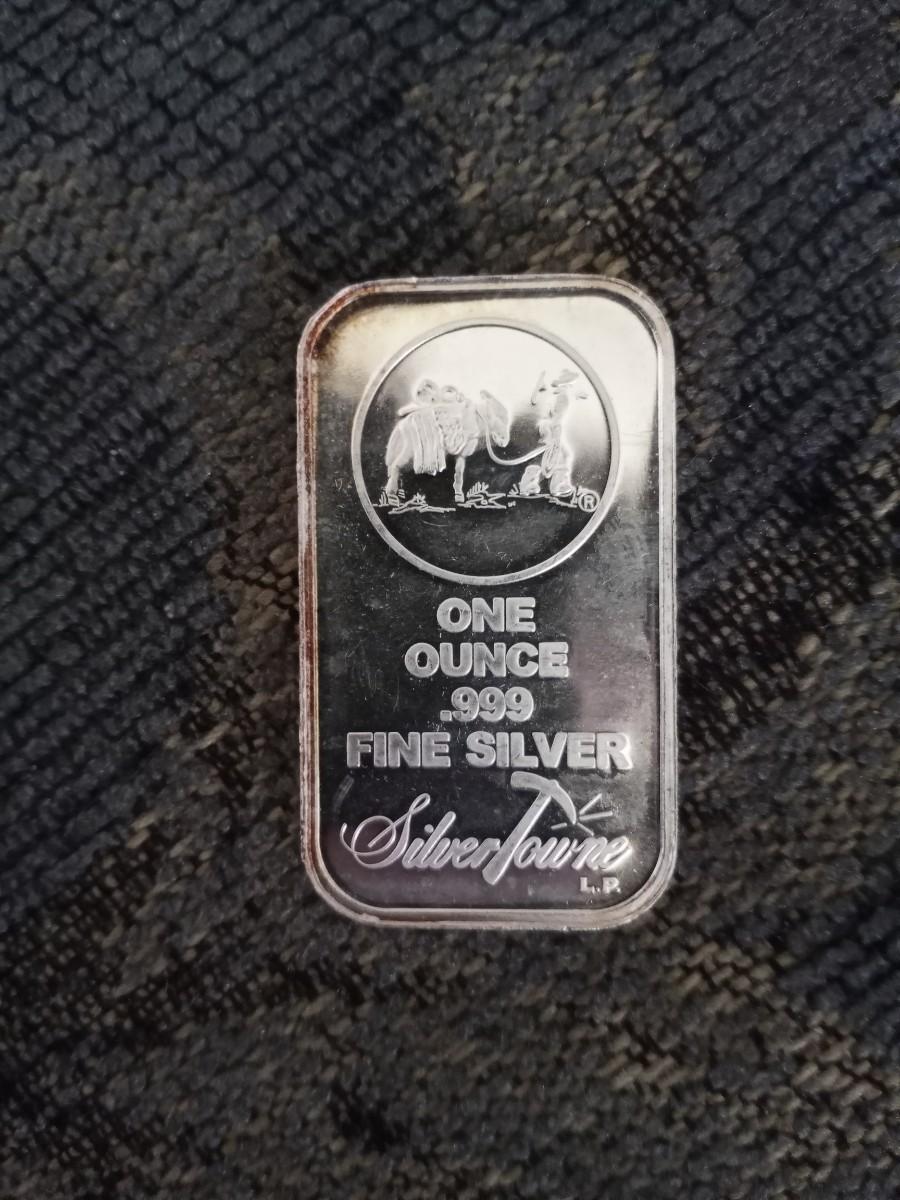 ®
ONE
OUNCE
.999
FINE SILVER
SilverTowne
L.P.